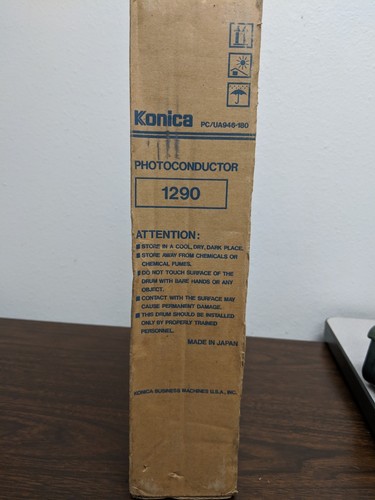 Konica PC/UA946-180
PHOTOCONDUCTOR
1290
ATTENTION:
■ STORE IN A COOL, DRY, DARK PLACE.
■ STORE AWAY FROM CHEMICALS OR
CHEMICAL FUMES.
■ DO NOT TOUCH SURFACE OF THE
DRUM WITH BARE HANDS OR ANY
OBJECT.
■ CONTACT WITH THE SURFACE MAY
CAUSE PERMANENT DAMAGE.
■ THIS DRUM SHOULD BE INSTALLED
ONLY BY PROPERLY TRAINED
PERSONNEL.
MADE IN JAPAN
KONICA BUSINESS MACHINES U.S.A., INC.